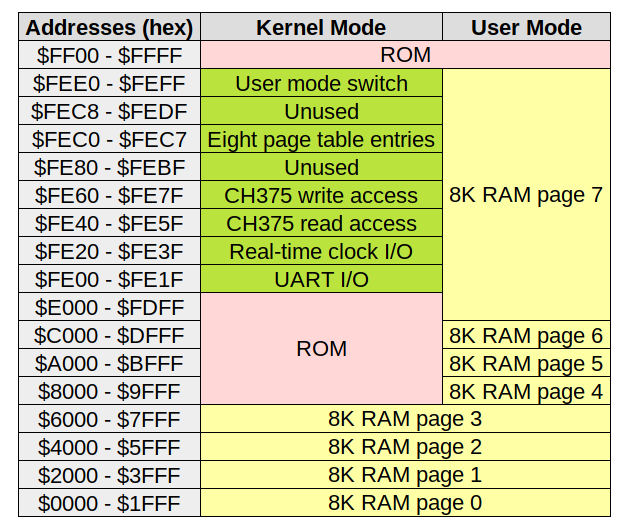 Addresses (hex) Kernel Mode User Mode
$FF00 - $FFFF ROM
$FEE0 - $FEFF User mode switch
$FEC8 - $FEDF Unused
$FEC0 - $FEC7 Eight page table entries
$FE80 - $FEBF Unused
$FE60 - $FE7F CH375 write access 8K RAM page 7
$FE40 - $FE5F CH375 read access
$FE20 - $FE3F Real-time clock I/O
$FE00 - $FE1F UART I/O
$E000 - $FDFF
$C000 - $DFFF ROM 8K RAM page 6
$A000 - $BFFF 8K RAM page 5
$8000 - $9FFF 8K RAM page 4
$6000 - $7FFF 8K RAM page 3
$4000 - $5FFF 8K RAM page 2
$2000 - $3FFF 8K RAM page 1
$0000 - $1FFF 8K RAM page 0